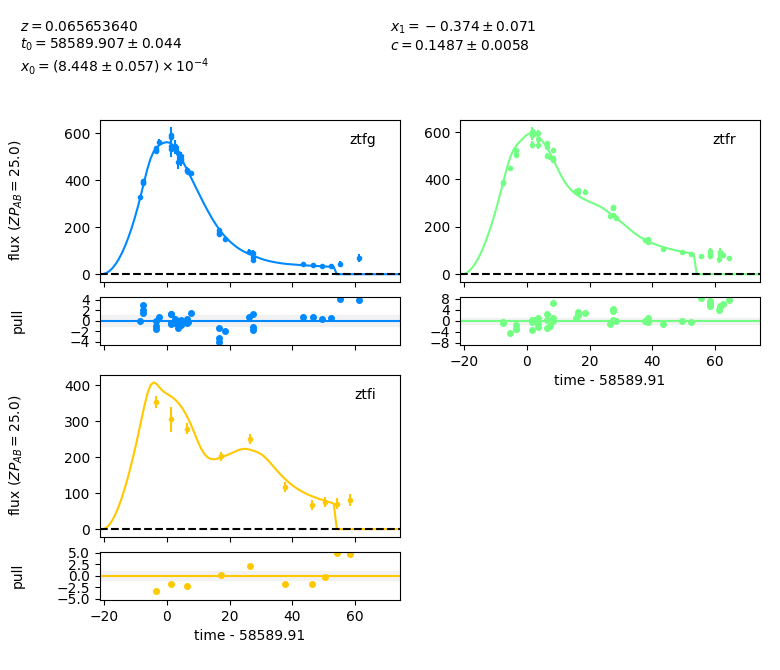 z = 0.065653640
t₀ = 58589.907 ± 0.044
x₀ = (8.448 ± 0.057) × 10⁻⁴
x₁ = −0.374 ± 0.071
c = 0.1487 ± 0.0058
flux (ZP_AB = 25.0)
600
400
200
0
ztfg
pull
4
2
0
−2
−4
600
400
200
0
ztfr
8
4
0
−4
−8
−20 0 20 40 60
time - 58589.91
flux (ZP_AB = 25.0)
400
300
200
100
0
ztfi
pull
5.0
2.5
0.0
−2.5
−5.0
−20 0 20 40 60
time - 58589.91